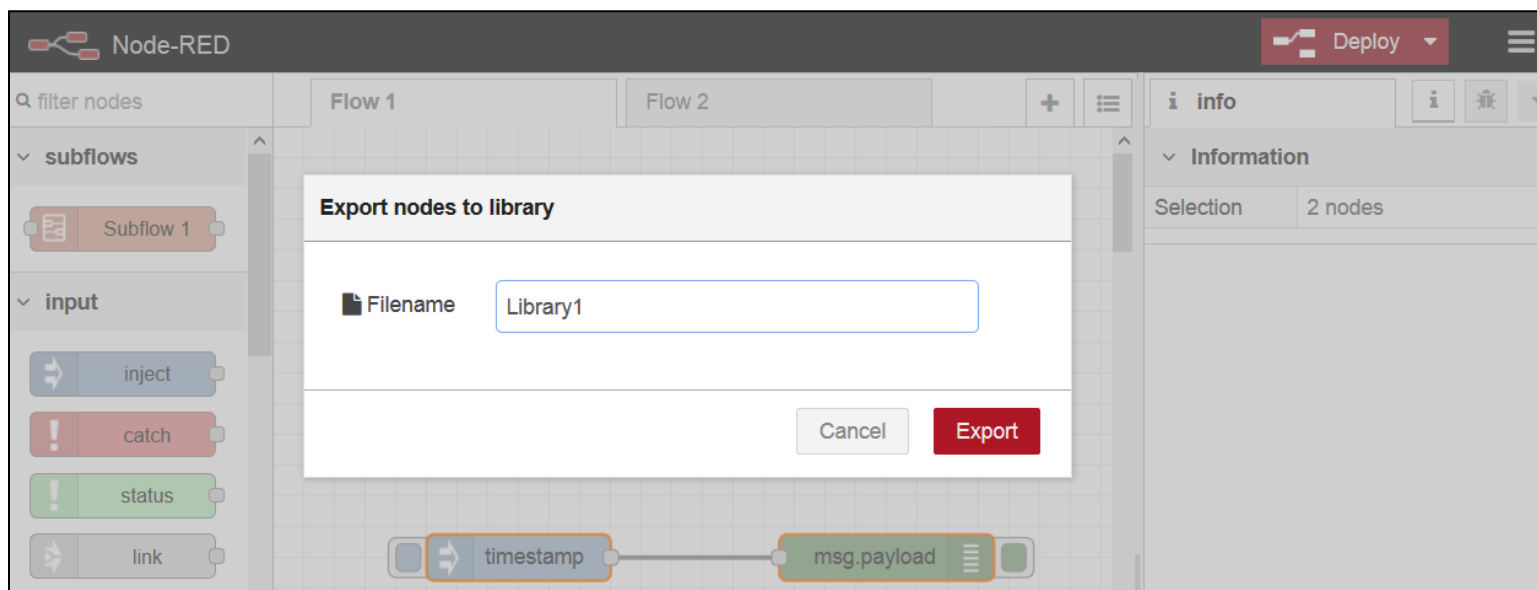 Node-RED
Deploy
filter nodes
Flow 1
Flow 2
info
subflows
Information
Export nodes to library
Selection
2 nodes
Subflow 1
input
Filename
Library1
inject
Cancel
Export
catch
status
link
timestamp
msg.payload